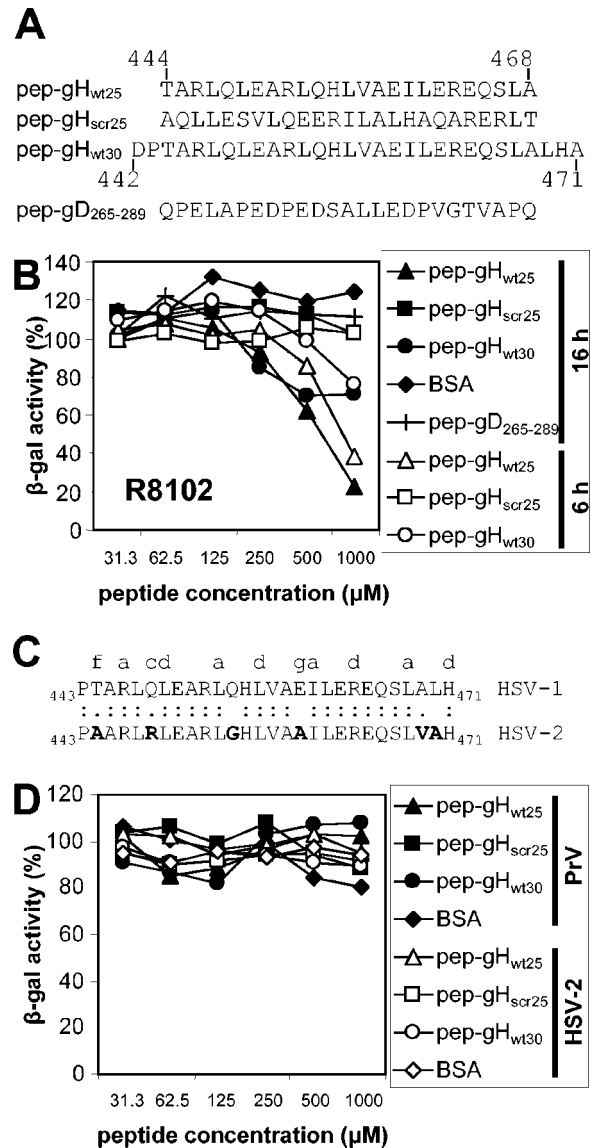 A
444 468
pep-gHwt25 TARLQLEARLQHLVAEILEREQSLA
pep-gHscr25 AQLLESVLQEERILALHAQARERLT
pep-gHwt30 DPTARLQLEARLQHLVAEILEREQSLALHA
442 471
pep-gD265-289 QPELAPEDPEDSALLEDPVGTVAPQ
B
140
120
100
80
60
40
20
0
β-gal activity (%)
R8102
31.3 62.5 125 250 500 1000
peptide concentration (µM)
pep-gHwt25
pep-gHscr25
pep-gHwt30
BSA
pep-gD265-289
16 h
pep-gHwt25
pep-gHscr25
pep-gHwt30
6 h
C
f a cd a d ga d a d
443PTARLQLEARLQHLVAEILEREQSLALH471 HSV-1
:.::.::::::.::::.:::::::::..:
443PAARLRLEARLGHLVAAILEREQSLVAH471 HSV-2
D
120
100
80
60
40
20
0
β-gal activity (%)
31.3 62.5 125 250 500 1000
peptide concentration (µM)
pep-gHwt25
pep-gHscr25
pep-gHwt30
BSA
PrV
pep-gHwt25
pep-gHscr25
pep-gHwt30
BSA
HSV-2